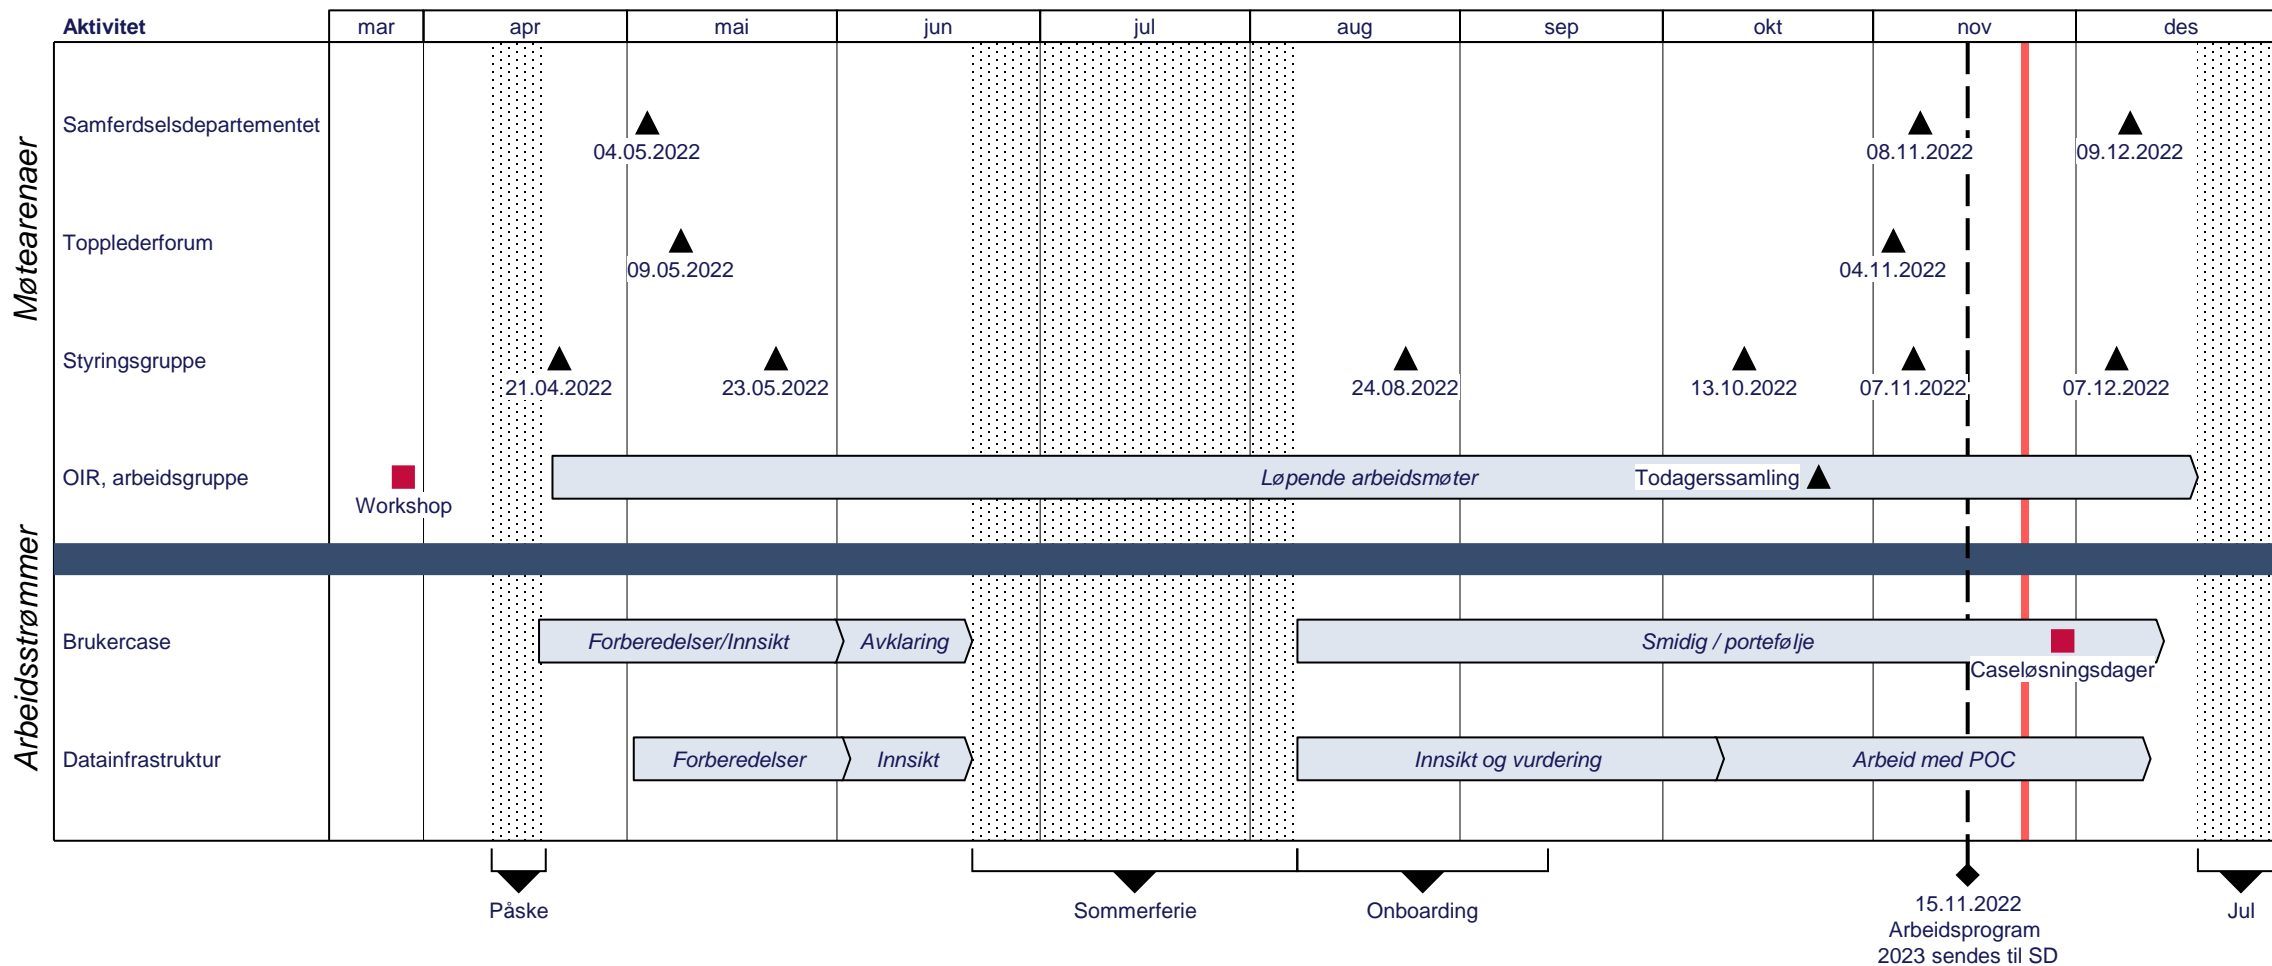 Aktivitet
mar
apr
mai
jun
jul
aug
sep
okt
nov
des
Møtearenaer
Samferdselsdepartementet
04.05.2022
08.11.2022
09.12.2022
Topplederforum
09.05.2022
04.11.2022
Styringsgruppe
21.04.2022
23.05.2022
24.08.2022
13.10.2022
07.11.2022
07.12.2022
OIR, arbeidsgruppe
Workshop
Løpende arbeidsmøter
Todagerssamling
Arbeidsstrømmer
Brukercase
Forberedelser/Innsikt
Avklaring
Smidig / portefølje
Caseløsningsdager
Datainfrastruktur
Forberedelser
Innsikt
Innsikt og vurdering
Arbeid med POC
Påske
Sommerferie
Onboarding
15.11.2022
Arbeidsprogram
2023 sendes til SD
Jul